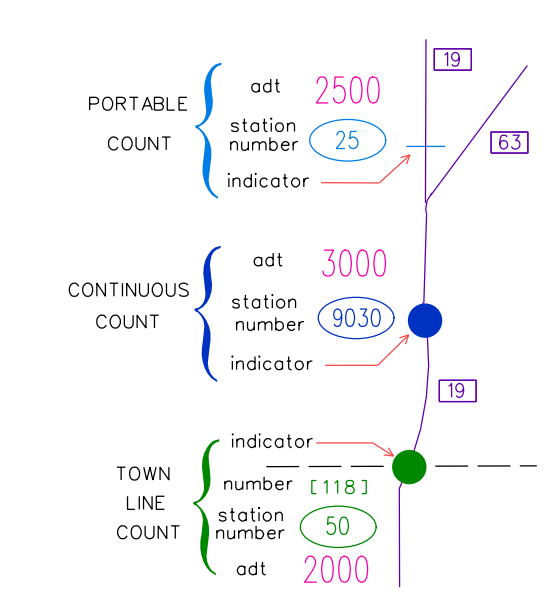 19
adt 2500
PORTABLE
COUNT
station
number 25
63
indicator
adt 3000
CONTINUOUS
COUNT
station
number 9030
indicator
19
indicator
TOWN
LINE
COUNT
number [118]
station
number 50
adt 2000